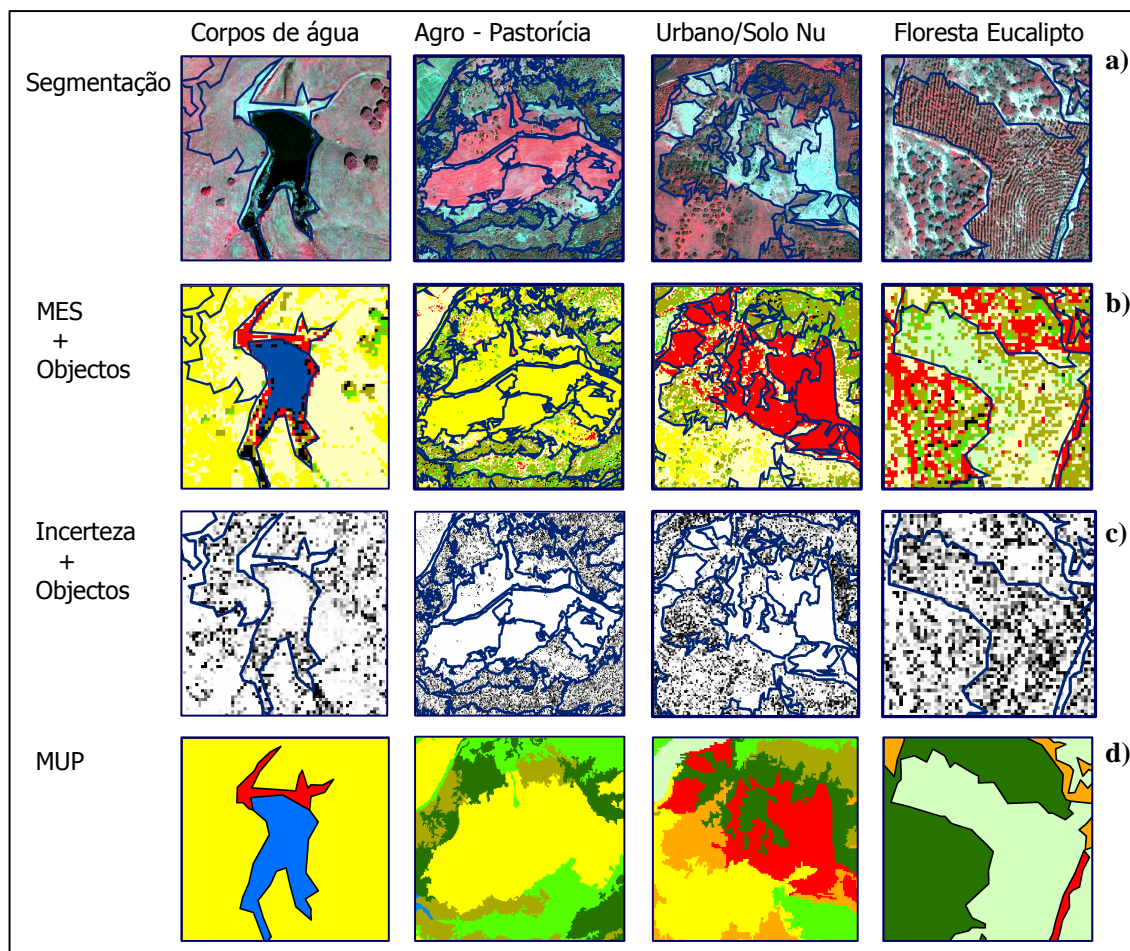 Corpos de água
Agro - Pastorícia
Urbano/Solo Nu
Floresta Eucalipto
Segmentação
a)
MES
+
Objectos
b)
Incerteza
+
Objectos
c)
MUP
d)